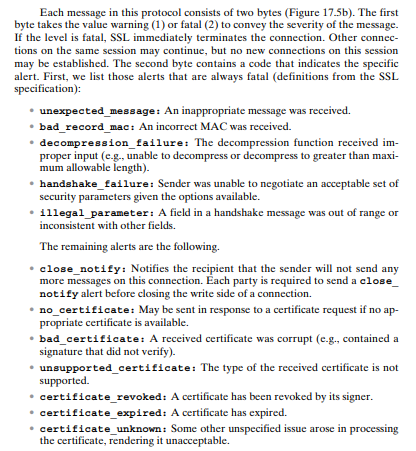 Each message in this protocol consists of two bytes (Figure 17.5b). The first
byte takes the value warning (1) or fatal (2) to convey the severity of the message.
If the level is fatal, SSL immediately terminates the connection. Other connec-
tions on the same session may continue, but no new connections on this session
may be established. The second byte contains a code that indicates the specific
alert. First, we list those alerts that are always fatal (definitions from the SSL
specification):
• unexpected_message: An inappropriate message was received.
• bad_record_mac: An incorrect MAC was received.
• decompression_failure: The decompression function received im-
proper input (e.g., unable to decompress or decompress to greater than maxi-
mum allowable length).
• handshake_failure: Sender was unable to negotiate an acceptable set of
security parameters given the options available.
• illegal_parameter: A field in a handshake message was out of range or
inconsistent with other fields.
The remaining alerts are the following.
• close_notify: Notifies the recipient that the sender will not send any
more messages on this connection. Each party is required to send a close_
notify alert before closing the write side of a connection.
• no_certificate: May be sent in response to a certificate request if no ap-
propriate certificate is available.
• bad_certificate: A received certificate was corrupt (e.g., contained a
signature that did not verify).
• unsupported_certificate: The type of the received certificate is not
supported.
• certificate_revoked: A certificate has been revoked by its signer.
• certificate_expired: A certificate has expired.
• certificate_unknown: Some other unspecified issue arose in processing
the certificate, rendering it unacceptable.